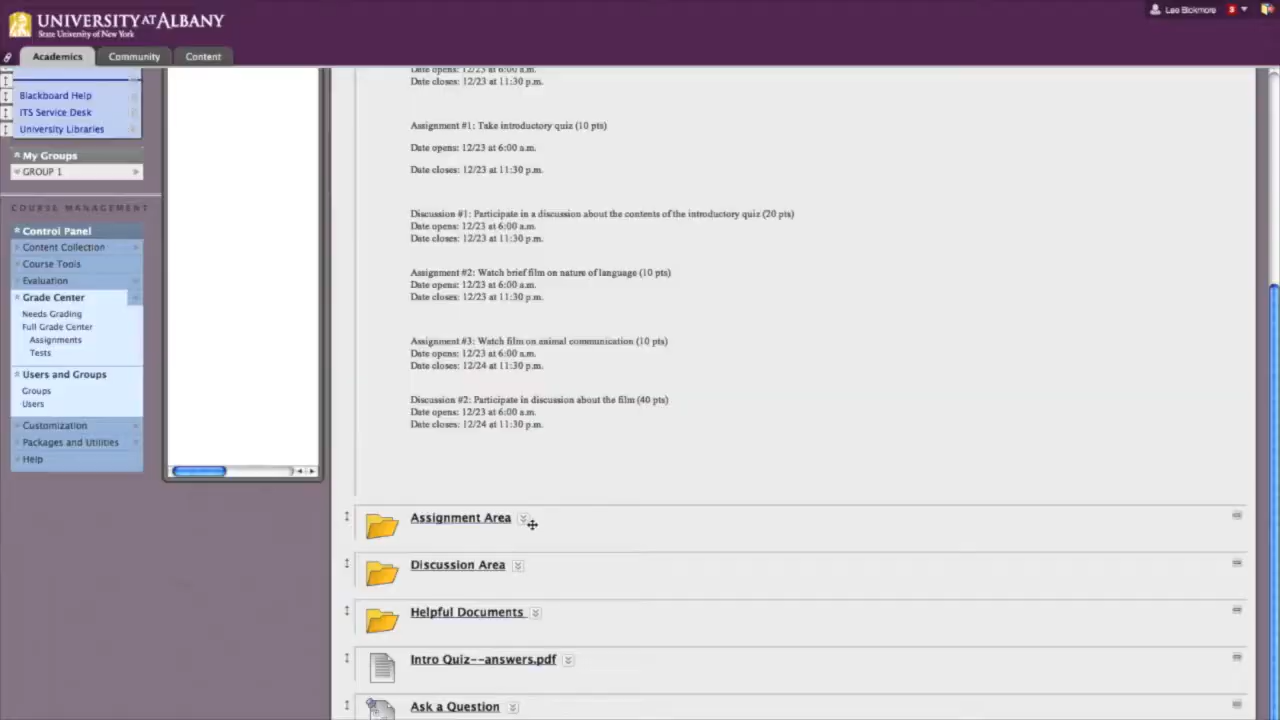 UNIVERSITY AT ALBANY
State University of New York
Lee Bickmore
Academics
Community
Content
Blackboard Help
ITS Service Desk
University Libraries
My Groups
GROUP 1
COURSE MANAGEMENT
Control Panel
Content Collection
Course Tools
Evaluation
Grade Center
Needs Grading
Full Grade Center
Assignments
Tests
Users and Groups
Groups
Users
Customization
Packages and Utilities
Help
Date opens: 12/23 at 6:00 a.m.
Date closes: 12/23 at 11:30 p.m.
Assignment #1: Take introductory quiz (10 pts)
Date opens: 12/23 at 6:00 a.m.
Date closes: 12/23 at 11:30 p.m.
Discussion #1: Participate in a discussion about the contents of the introductory quiz (20 pts)
Date opens: 12/23 at 6:00 a.m.
Date closes: 12/23 at 11:30 p.m.
Assignment #2: Watch brief film on nature of language (10 pts)
Date opens: 12/23 at 6:00 a.m.
Date closes: 12/23 at 11:30 p.m.
Assignment #3: Watch film on animal communication (10 pts)
Date opens: 12/23 at 6:00 a.m.
Date closes: 12/24 at 11:30 p.m.
Discussion #2: Participate in discussion about the film (40 pts)
Date opens: 12/23 at 6:00 a.m.
Date closes: 12/24 at 11:30 p.m.
Assignment Area
Discussion Area
Helpful Documents
Intro Quiz--answers.pdf
Ask a Question